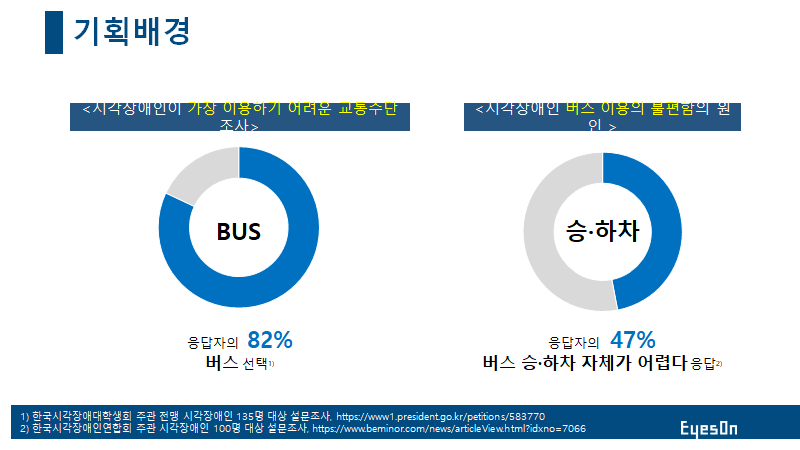 기획배경
<시각장애인이 가장 이용하기 어려운 교통수단
조사>
<시각장애인 버스 이용의 불편함의 원
인 >
BUS
승·하차
응답자의 82%
버스 선택1)
응답자의 47%
버스 승·하차 자체가 어렵다 응답2)
1) 한국시각장애대학생회 주관 전맹 시각장애인 135명 대상 설문조사, https://www1.president.go.kr/petitions/583770
2) 한국시각장애인연합회 주관 시각장애인 100명 대상 설문조사, https://www.beminor.com/news/articleView.html?idxno=7066
EyesOn